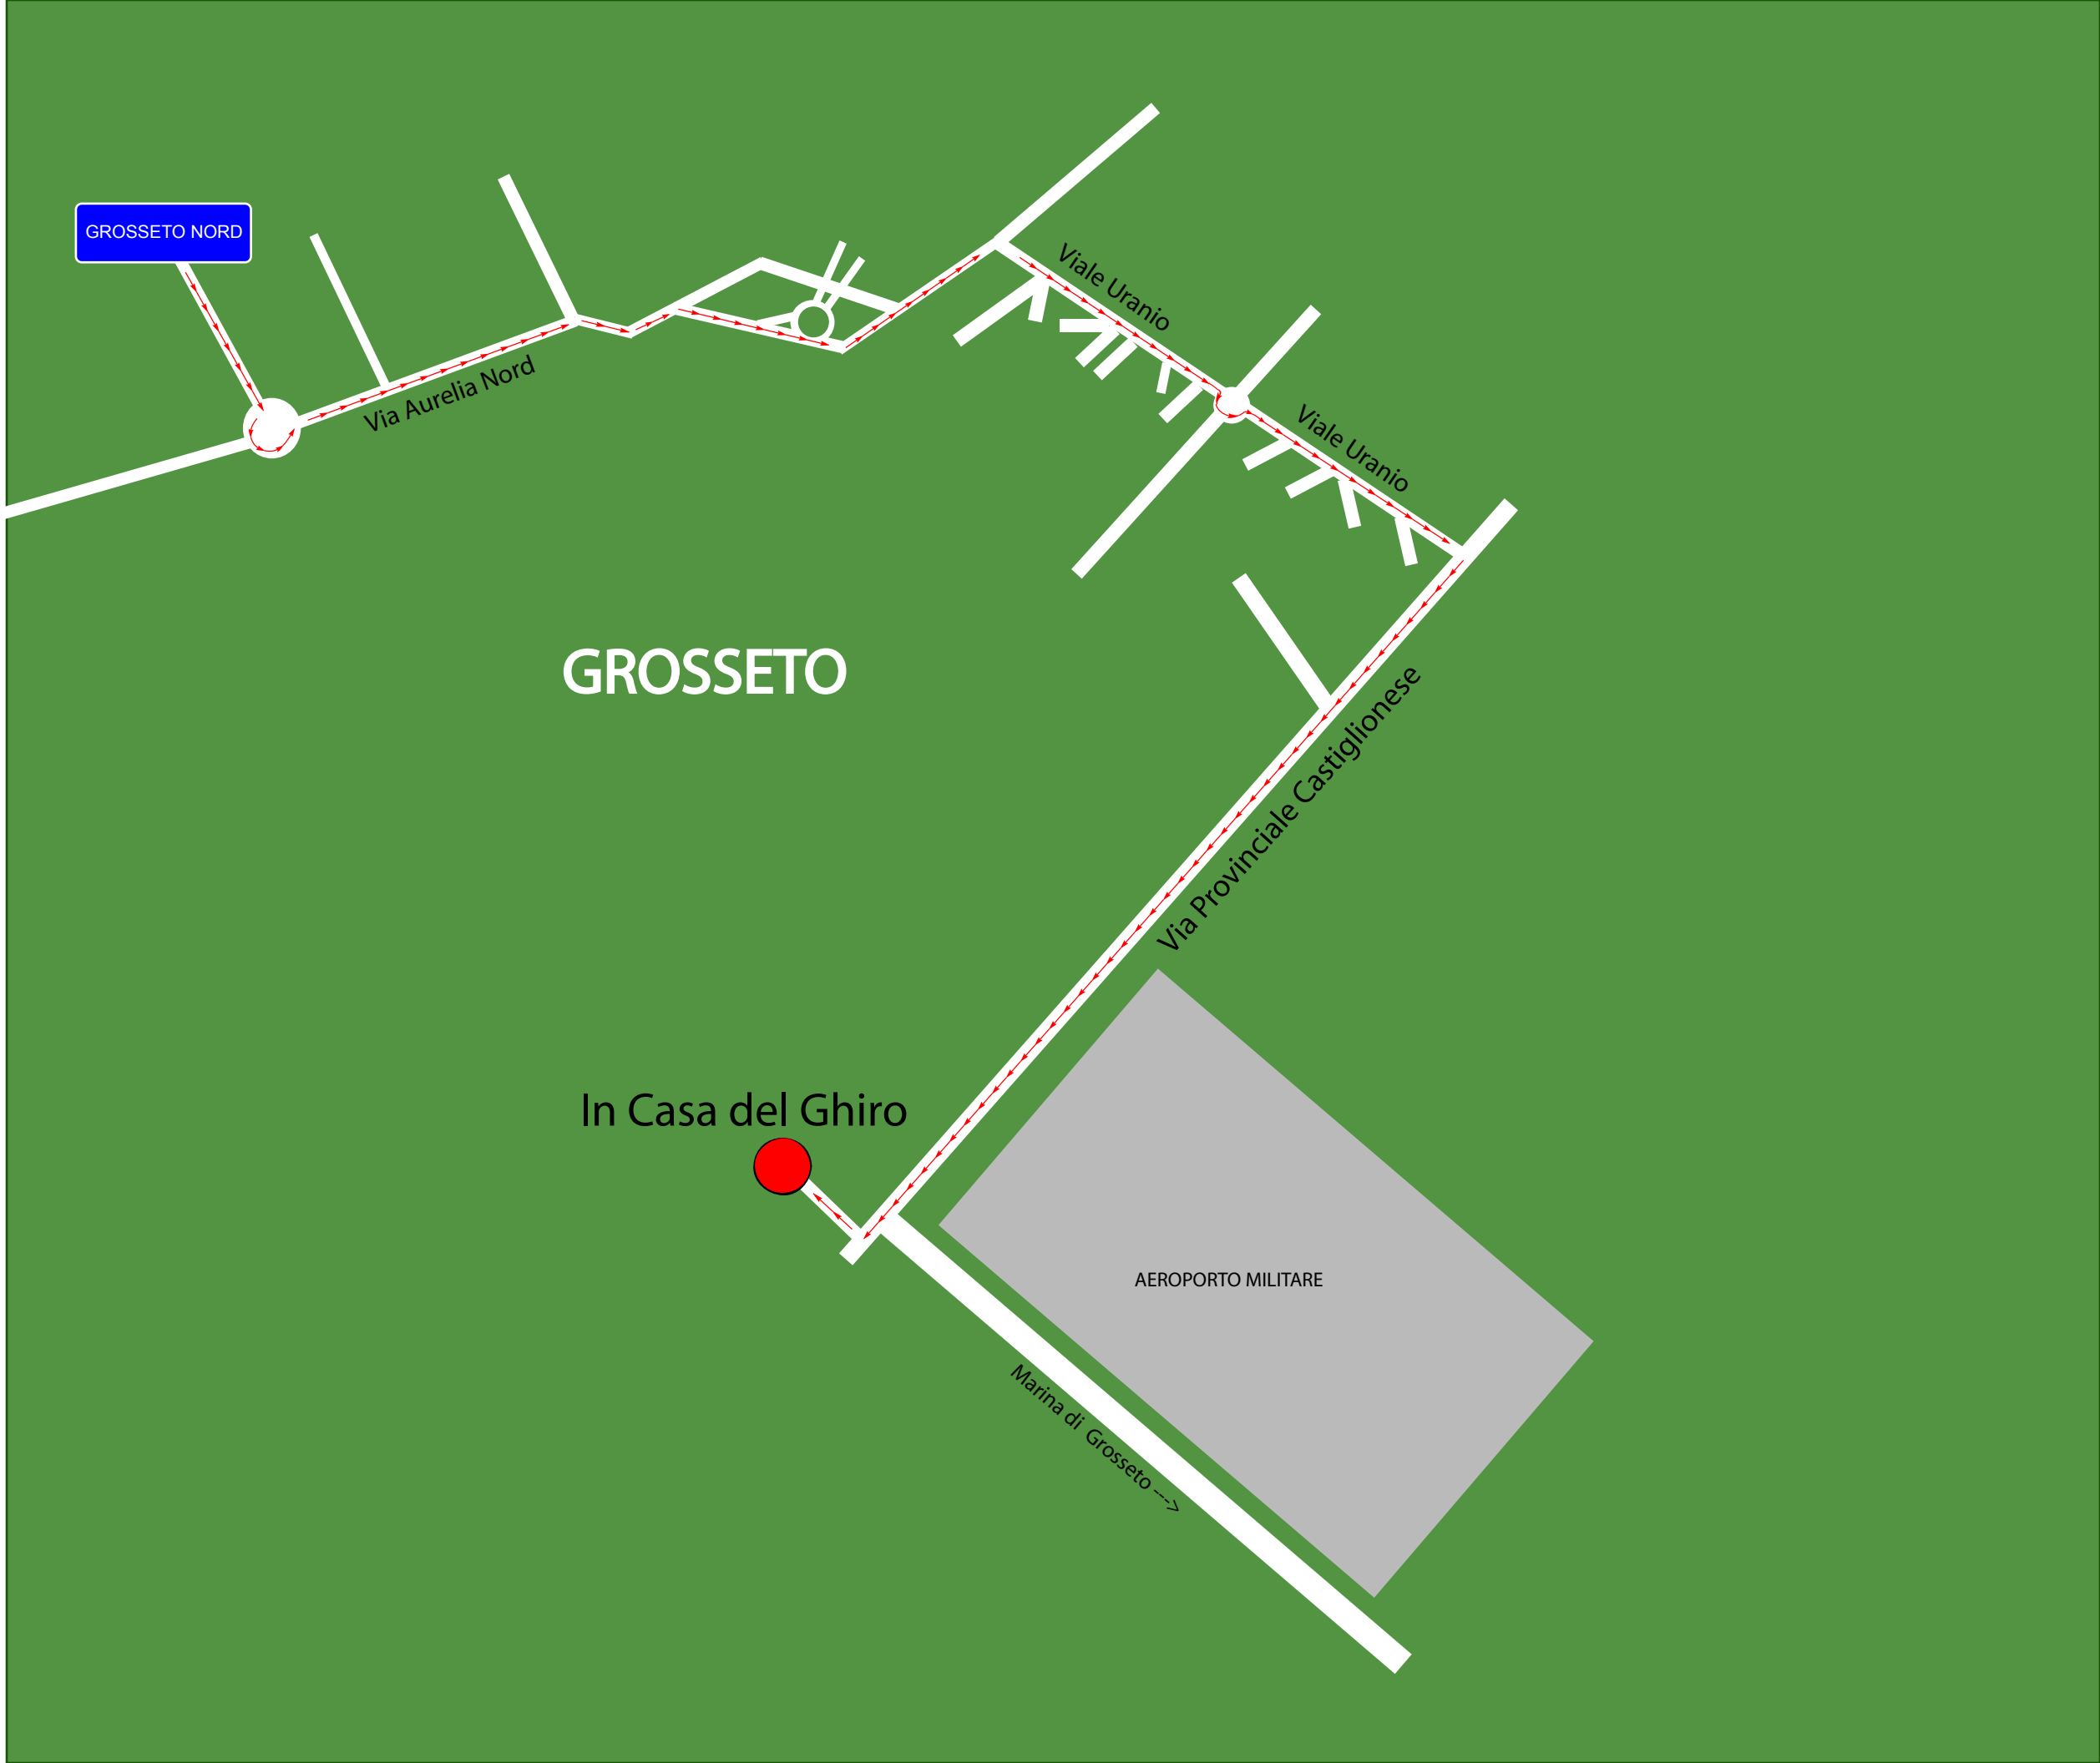 GROSSETO NORD
Viale Uranio
Via Aurelia Nord
Viale Uranio
GROSSETO
Via Provinciale Castiglionese
In Casa del Ghiro
AEROPORTO MILITARE
Marina di Grosseto --->